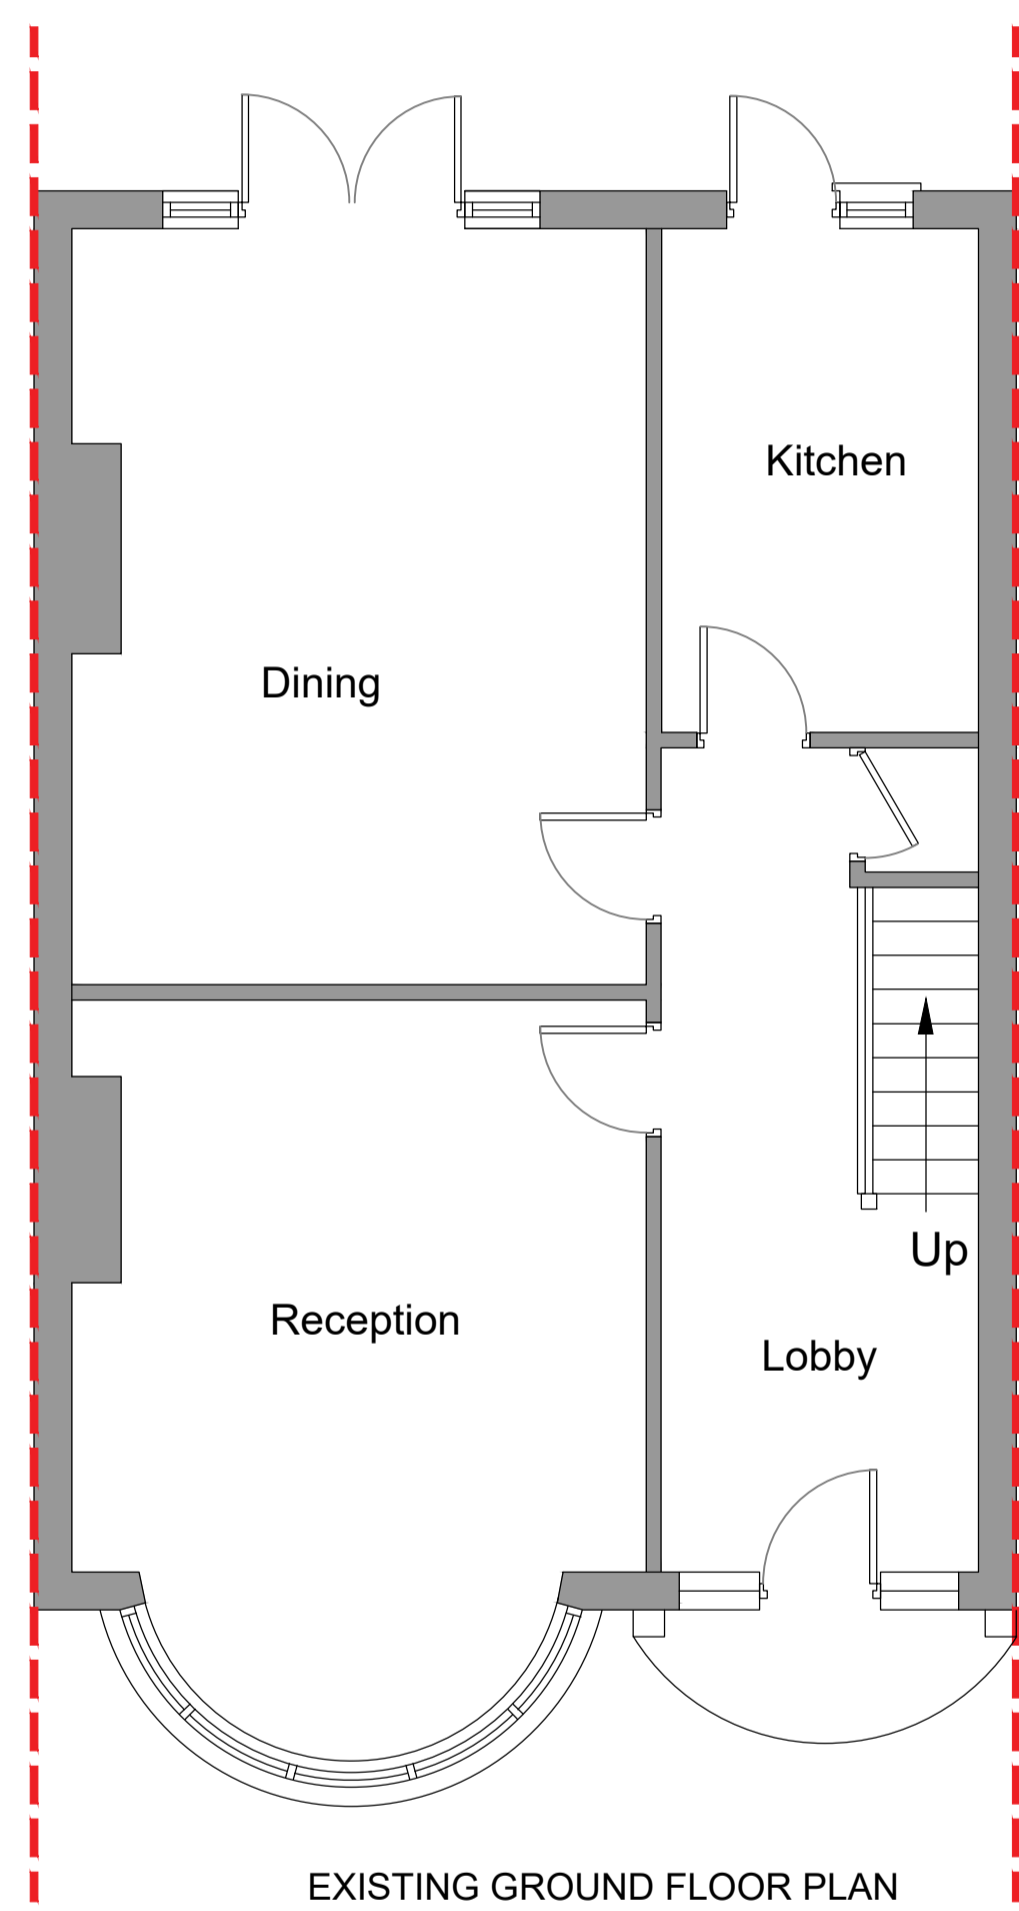 Kitchen
Dining
Up
Reception
Lobby
EXISTING GROUND FLOOR PLAN